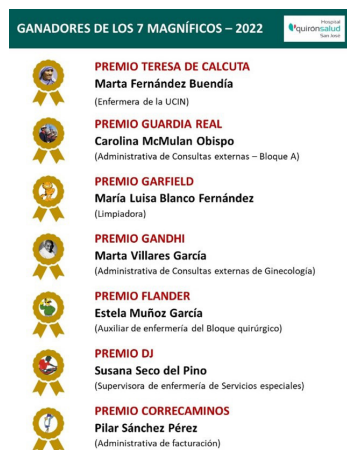 GANADORES DE LOS 7 MAGNÍFICOS – 2022
Hospital
quirónsalud
San José
PREMIO TERESA DE CALCUTA
Marta Fernández Buendía
(Enfermera de la UCIN)
PREMIO GUARDIA REAL
Carolina McMulan Obispo
(Administrativa de Consultas externas – Bloque A)
PREMIO GARFIELD
María Luisa Blanco Fernández
(Limpiadora)
PREMIO GANDHI
Marta Villares García
(Administrativa de Consultas externas de Ginecología)
PREMIO FLANDER
Estela Muñoz García
(Auxiliar de enfermería del Bloque quirúrgico)
PREMIO DJ
Susana Seco del Pino
(Supervisora de enfermería de Servicios especiales)
PREMIO CORRECAMINOS
Pilar Sánchez Pérez
(Administrativa de facturación)